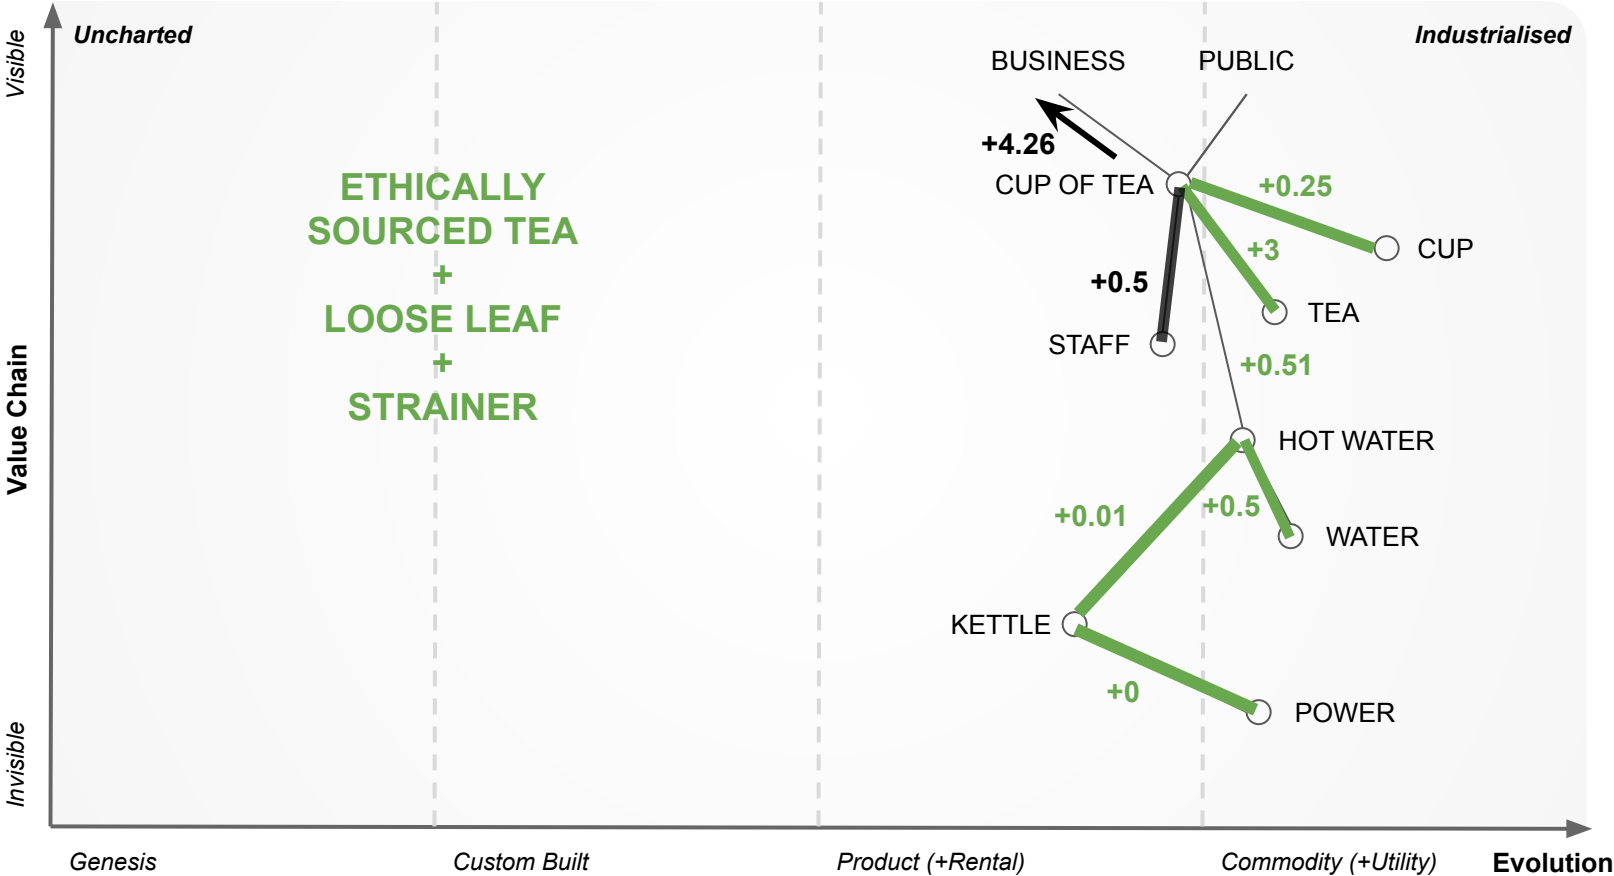 Uncharted
Industrialised
Visible
BUSINESS
PUBLIC
+4.26
CUP OF TEA
+0.25
ETHICALLY
SOURCED TEA
+
LOOSE LEAF
+
STRAINER
CUP
+3
+0.5
TEA
STAFF
+0.51
Value Chain
HOT WATER
+0.01
+0.5
WATER
KETTLE
+0
POWER
Invisible
Genesis
Custom Built
Product (+Rental)
Commodity (+Utility)
Evolution